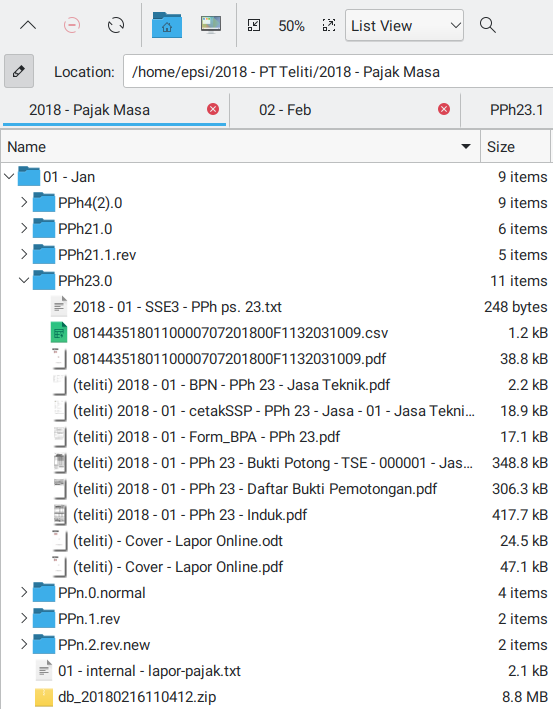 50% List View
Location: /home/epsi/2018 - PT Teliti/2018 - Pajak Masa
2018 - Pajak Masa 02 - Feb PPh23.1
Name Size
01 - Jan 9 items
PPh4(2).0 9 items
PPh21.0 6 items
PPh21.1.rev 5 items
PPh23.0 11 items
2018 - 01 - SSE3 - PPh ps. 23.txt 248 bytes
0814435180110000707201800F1132031009.csv 1.2 kB
0814435180110000707201800F1132031009.pdf 38.8 kB
(teliti) 2018 - 01 - BPN - PPh 23 - Jasa Teknik.pdf 2.2 kB
(teliti) 2018 - 01 - cetakSSP - PPh 23 - Jasa - 01 - Jasa Tekni... 18.9 kB
(teliti) 2018 - 01 - Form_BPA - PPh 23.pdf 17.1 kB
(teliti) 2018 - 01 - PPh 23 - Bukti Potong - TSE - 000001 - Jas... 348.8 kB
(teliti) 2018 - 01 - PPh 23 - Daftar Bukti Pemotongan.pdf 306.3 kB
(teliti) 2018 - 01 - PPh 23 - Induk.pdf 417.7 kB
(teliti) - Cover - Lapor Online.odt 24.5 kB
(teliti) - Cover - Lapor Online.pdf 47.1 kB
PPn.0.normal 4 items
PPn.1.rev 2 items
PPn.2.rev.new 2 items
01 - internal - lapor-pajak.txt 2.1 kB
db_20180216110412.zip 8.8 MB